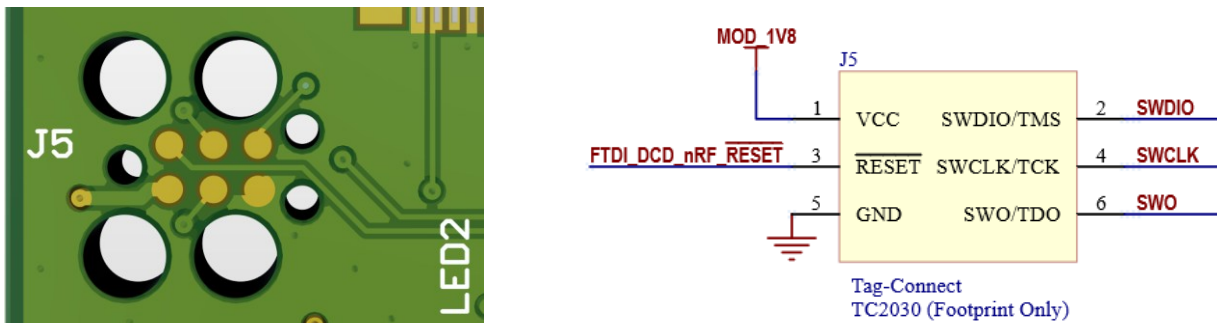 J5
LED2
MOD_1V8
J5
1 VCC SWDIO/TMS 2 SWDIO
FTDI_DCD_nRF_RESET 3 RESET SWCLK/TCK 4 SWCLK
5 GND SWO/TDO 6 SWO
Tag-Connect
TC2030 (Footprint Only)